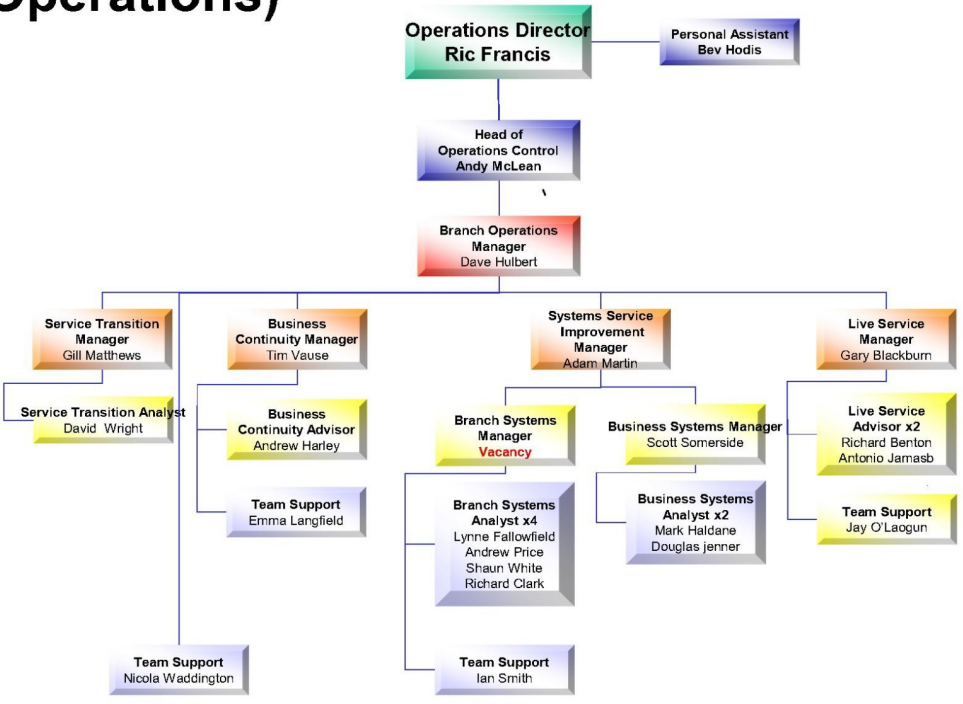 Operations)
Operations Director
Ric Francis
Personal Assistant
Bev Hodis
Head of
Operations Control
Andy McLean
Branch Operations
Manager
Dave Hulbert
Service Transition
Manager
Gill Matthews
Business
Continuity Manager
Tim Vause
Systems Service
Improvement
Manager
Adam Martin
Live Service
Manager
Gary Blackburn
Service Transition Analyst
David Wright
Business
Continuity Advisor
Andrew Harley
Branch Systems
Manager
Vacancy
Business Systems Manager
Scott Somerside
Live Service
Advisor x2
Richard Benton
Antonio Jamasb
Team Support
Emma Langfield
Branch Systems
Analyst x4
Lynne Fallowfield
Andrew Price
Shaun White
Richard Clark
Business Systems
Analyst x2
Mark Haldane
Douglas jenner
Team Support
Jay O'Laogun
Team Support
Nicola Waddington
Team Support
Ian Smith